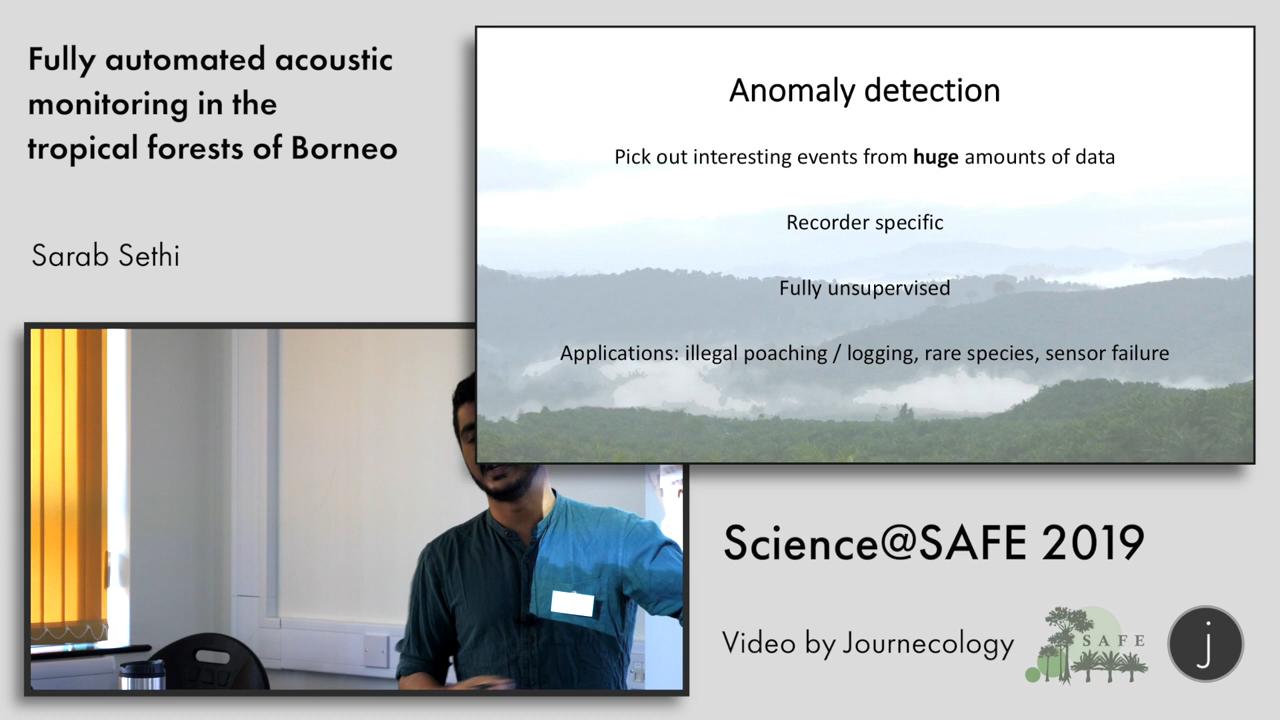 Fully automated acoustic
monitoring in the
tropical forests of Borneo
Sarab Sethi
Anomaly detection
Pick out interesting events from huge amounts of data
Recorder specific
Fully unsupervised
Applications: illegal poaching / logging, rare species, sensor failure
Science@SAFE 2019
Video by Journecology
SAFE
j